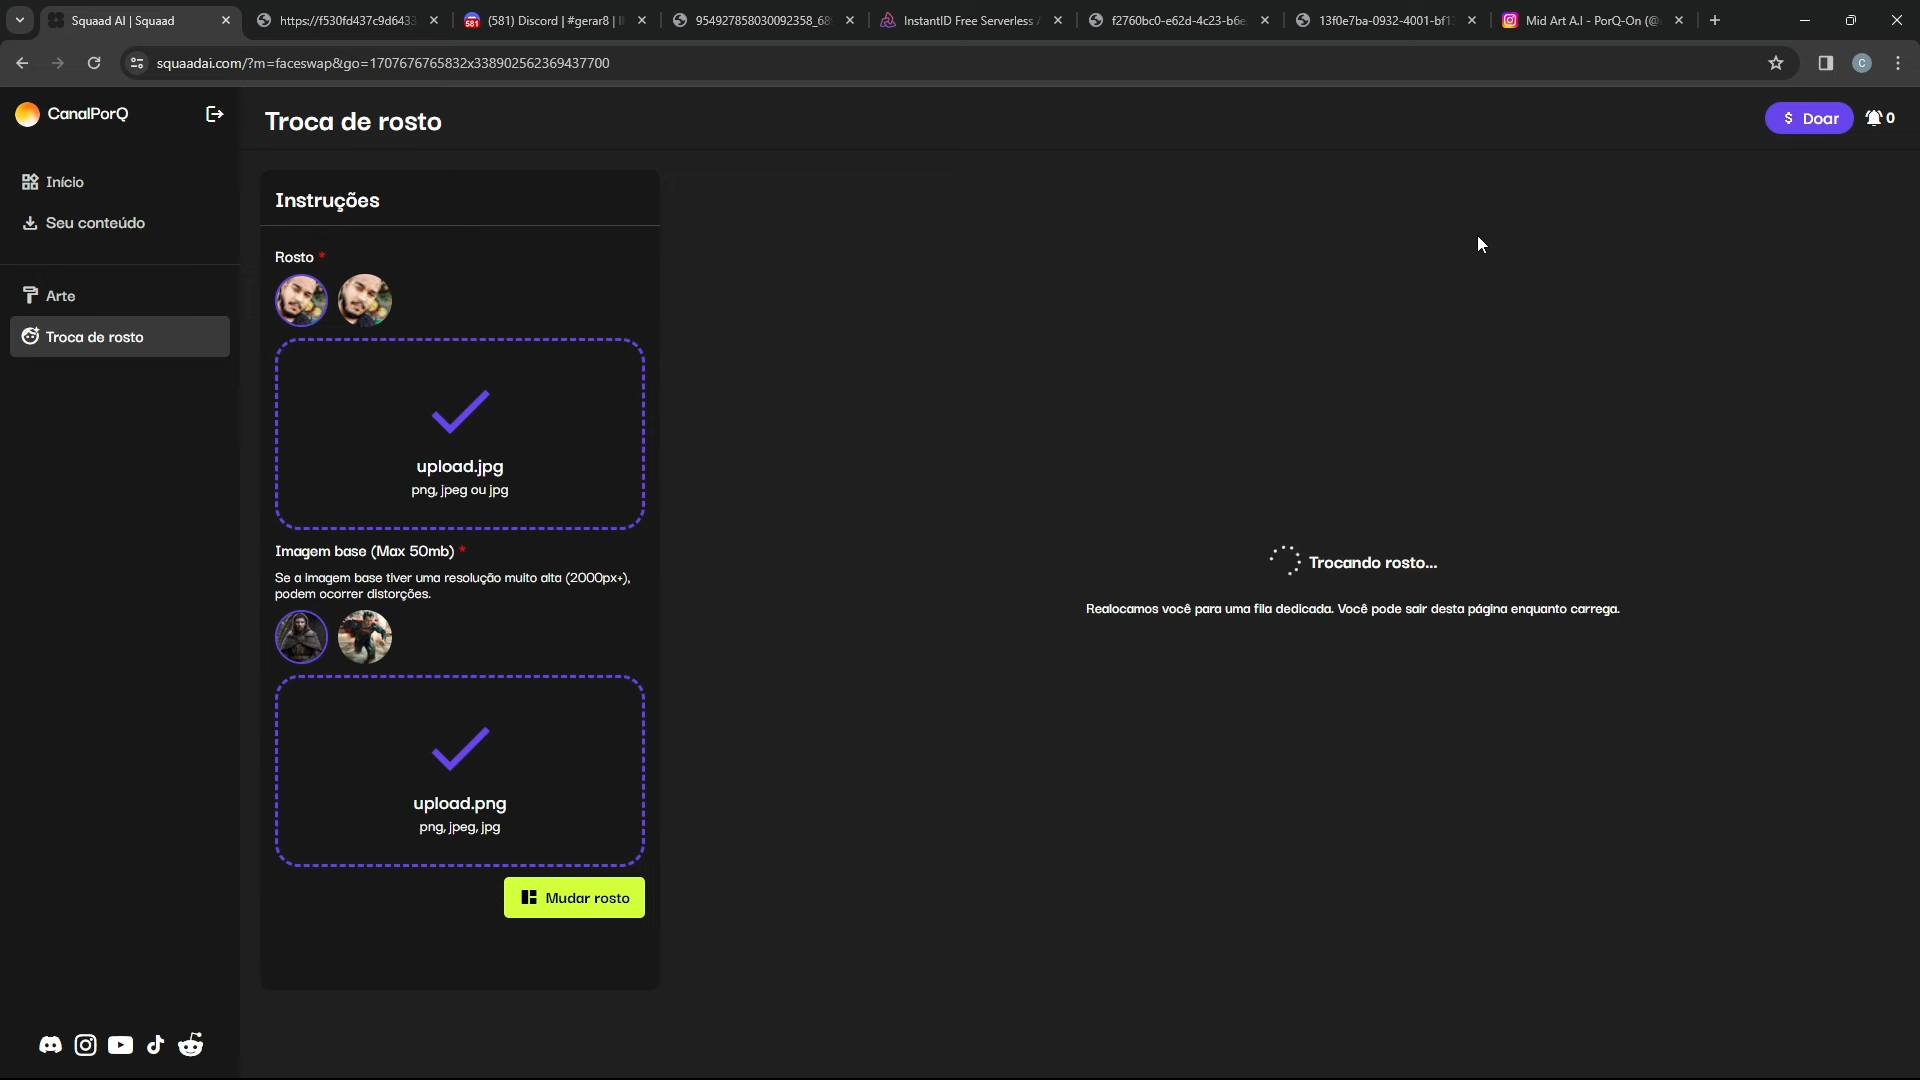 Squaad AI | Squaad
https://f530fd437c9d6433
(581) Discord | #gerar8 |
954927858030092358_68
InstantID Free Serverless
f2760bc0-e62d-4c23-b6e
13f0e7ba-0932-4001-bf1
Mid Art A.I - PorQ-On (@
squaadai.com/?m=faceswap&go=1707676765832x338902562369437700
C
CanalPorQ
Troca de rosto
$ Doar
0
Início
Seu conteúdo
Arte
Troca de rosto
Instruções
Rosto *
upload.jpg
png, jpeg ou jpg
Imagem base (Max 50mb) *
Se a imagem base tiver uma resolução muito alta (2000px+),
podem ocorrer distorções.
upload.png
png, jpeg, jpg
Mudar rosto
Trocando rosto...
Realocamos você para uma fila dedicada. Você pode sair desta página enquanto carrega.